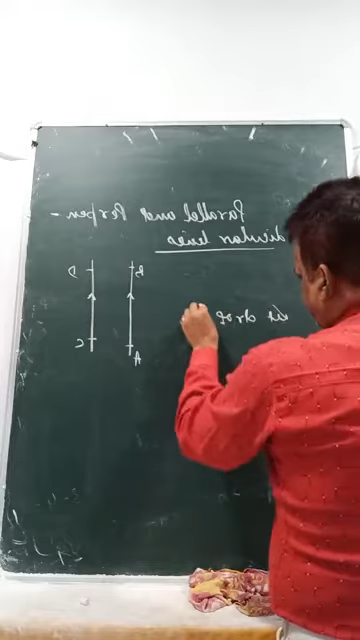 Parallel and Perpen-
dicular lines
D
B
C
A